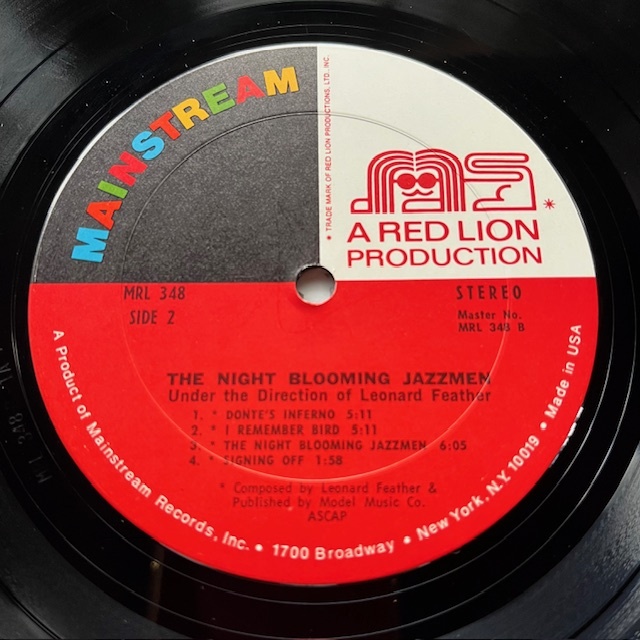 MAINSTREAM
* TRADE MARK OF RED LION PRODUCTIONS, LTD., INC.
MS *
A RED LION
PRODUCTION
MRL 348
SIDE 2
STEREO
Master No.
MRL 348 B
THE NIGHT BLOOMING JAZZMEN
Under the Direction of Leonard Feather
1. * DONTE'S INFERNO 5:11
2. * I REMEMBER BIRD 5:11
3. * THE NIGHT BLOOMING JAZZMEN 6:05
4. * SIGNING OFF 1:58
* Composed by Leonard Feather &
Published by Model Music Co.
ASCAP
A Product of Mainstream Records, Inc. • 1700 Broadway • New York, N.Y. 10019 • Made in USA